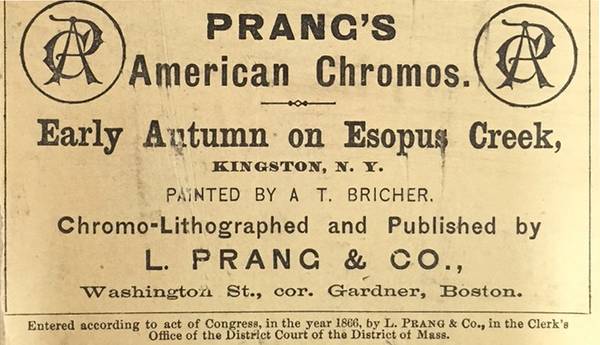 PRANG'S
American Chromos.
Early Autumn on Esopus Creek,
KINGSTON, N. Y.
PAINTED BY A T. BRICHER.
Chromo-Lithographed and Published by
L. PRANG & CO.,
Washington St., cor. Gardner, Boston.
Entered according to act of Congress, in the year 1866, by L. PRANG & Co., in the Clerk's
Office of the District Court of the District of Mass.